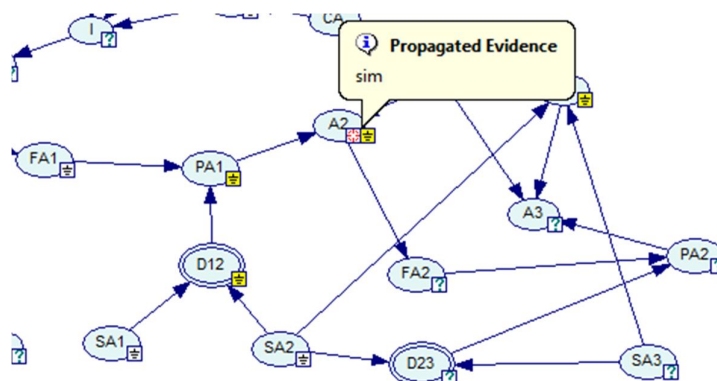 I
CA
Propagated Evidence
sim
A2
FA1
PA1
A3
D12
FA2
PA2
SA1
SA2
D23
SA3